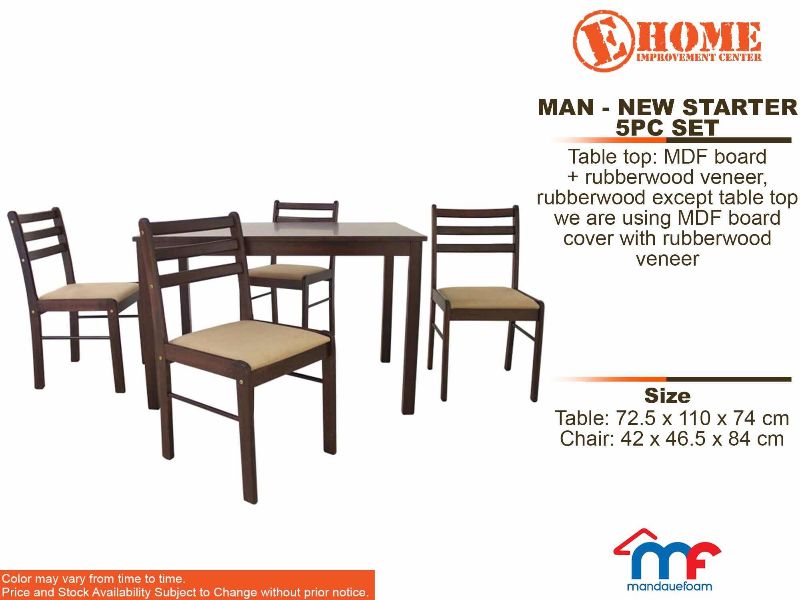 E HOME
IMPROVEMENT CENTER
MAN - NEW STARTER
5PC SET
Table top: MDF board
+ rubberwood veneer,
rubberwood except table top
we are using MDF board
cover with rubberwood
veneer
Size
Table: 72.5 x 110 x 74 cm
Chair: 42 x 46.5 x 84 cm
mf
mandauefoam
Color may vary from time to time.
Price and Stock Availability Subject to Change without prior notice.